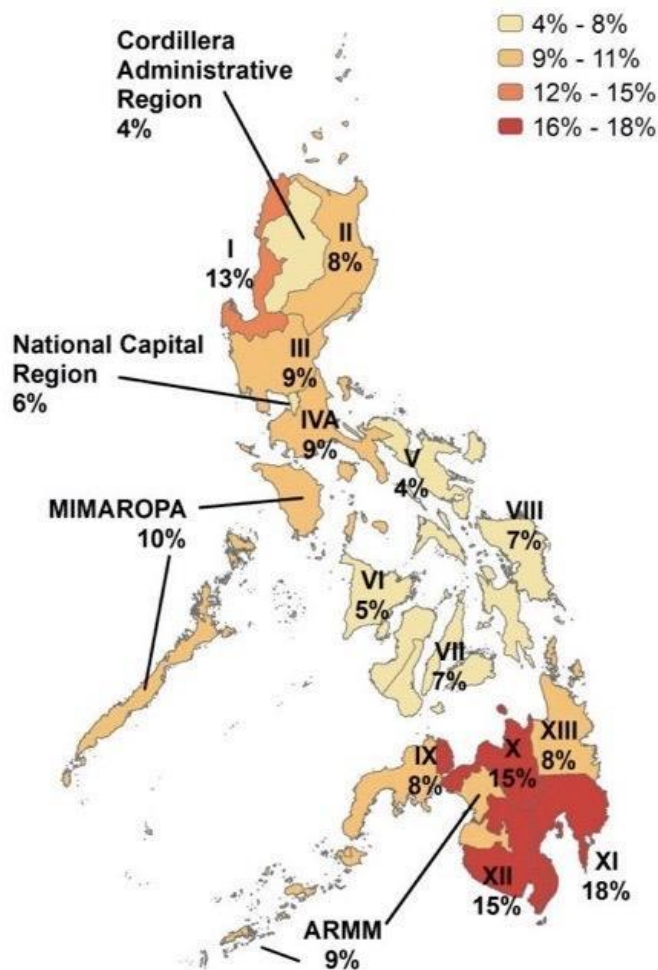 4% - 8%
9% - 11%
12% - 15%
16% - 18%
Cordillera
Administrative
Region
4%
I
13%
II
8%
National Capital
Region
6%
III
9%
IVA
9%
V
4%
MIMAROPA
10%
VIII
7%
VI
5%
VII
7%
IX
8%
X
15%
XIII
8%
XI
18%
XII
15%
ARMM
9%